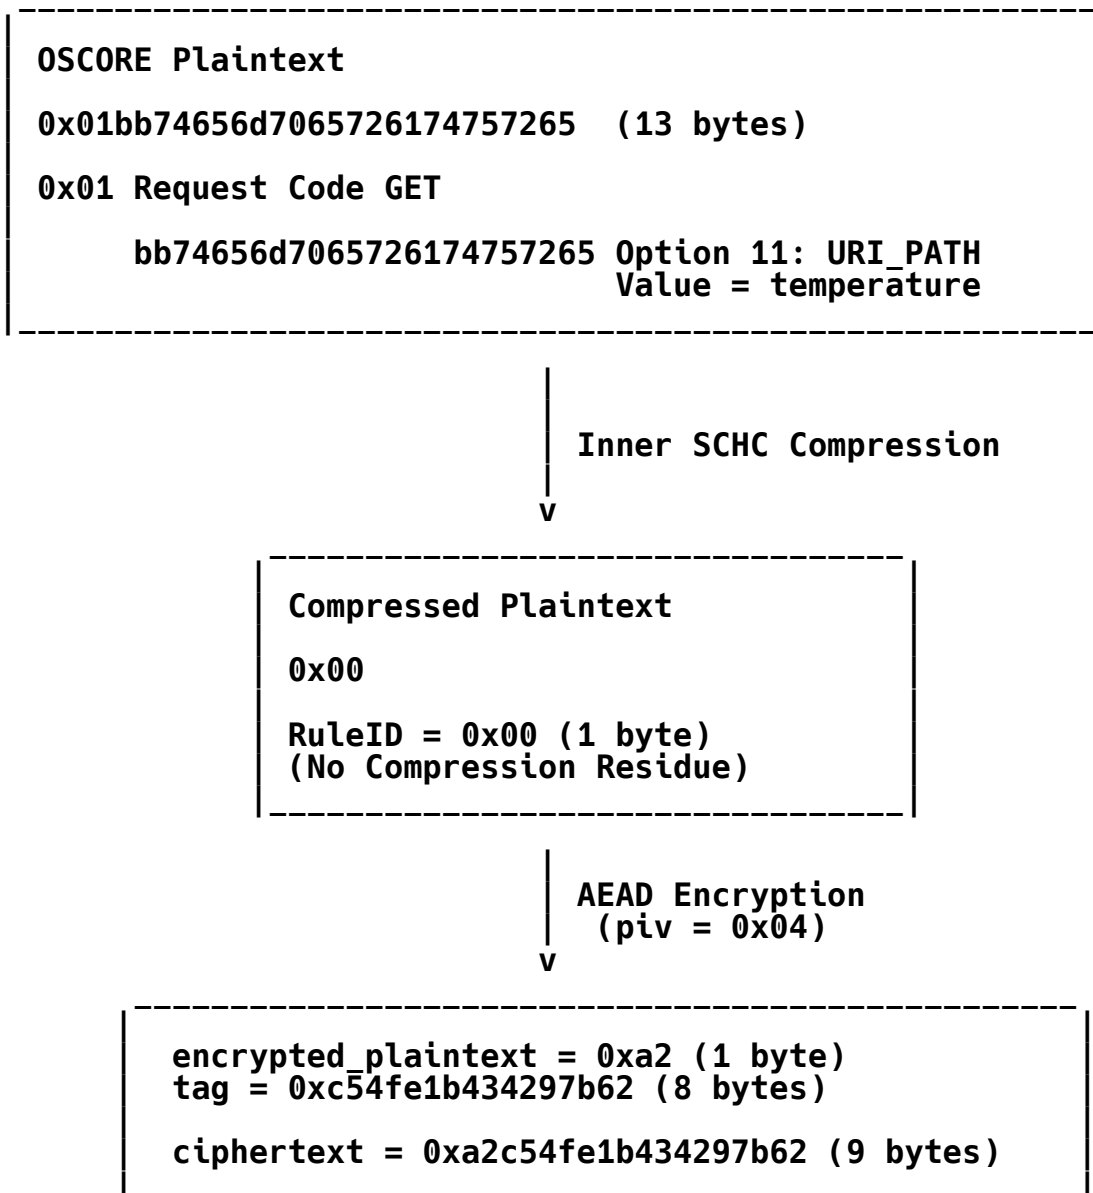 OSCORE Plaintext
0x01bb74656d7065726174757265  (13 bytes)
0x01 Request Code GET
bb74656d7065726174757265 Option 11: URI_PATH
Value = temperature
Inner SCHC Compression
v
Compressed Plaintext
0x00
RuleID = 0x00 (1 byte)
(No Compression Residue)
AEAD Encryption
(piv = 0x04)
v
encrypted_plaintext = 0xa2 (1 byte)
tag = 0xc54fe1b434297b62 (8 bytes)
ciphertext = 0xa2c54fe1b434297b62 (9 bytes)